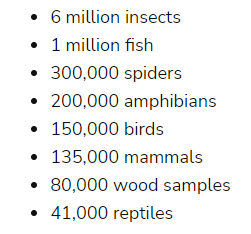 • 6 million insects
• 1 million fish
• 300,000 spiders
• 200,000 amphibians
• 150,000 birds
• 135,000 mammals
• 80,000 wood samples
• 41,000 reptiles